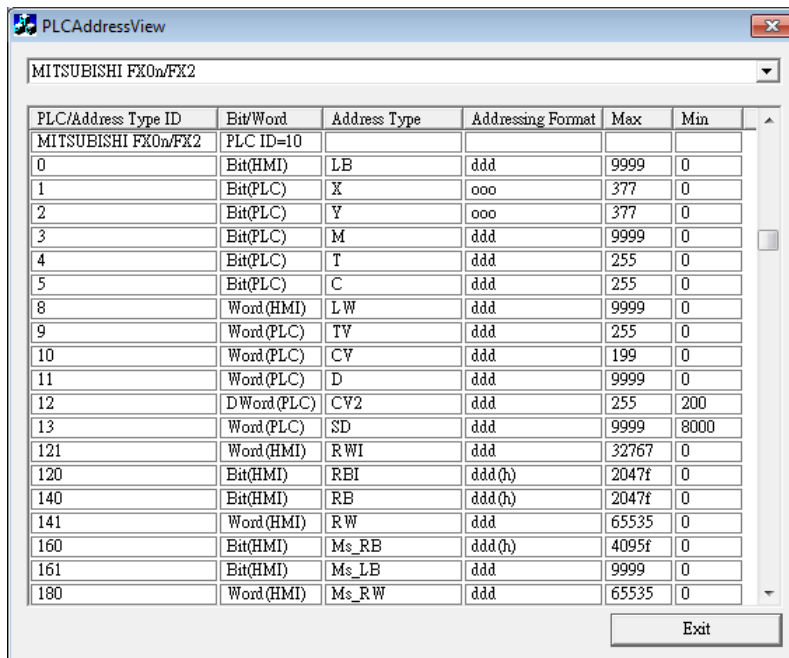 PLCAddressView
MITSUBISHI FX0n/FX2
PLC/Address Type ID Bit/Word Address Type Addressing Format Max Min
MITSUBISHI FX0n/FX2 PLC ID=10
0 Bit(HMI) LB ddd 9999 0
1 Bit(PLC) X ooo 377 0
2 Bit(PLC) Y ooo 377 0
3 Bit(PLC) M ddd 9999 0
4 Bit(PLC) T ddd 255 0
5 Bit(PLC) C ddd 255 0
8 Word(HMI) LW ddd 9999 0
9 Word(PLC) TV ddd 255 0
10 Word(PLC) CV ddd 199 0
11 Word(PLC) D ddd 9999 0
12 DWord(PLC) CV2 ddd 255 200
13 Word(PLC) SD ddd 9999 8000
121 Word(HMI) RWI ddd 32767 0
120 Bit(HMI) RBI ddd(h) 2047f 0
140 Bit(HMI) RB ddd(h) 2047f 0
141 Word(HMI) RW ddd 65535 0
160 Bit(HMI) Ms_RB ddd(h) 4095f 0
161 Bit(HMI) Ms_LB ddd 9999 0
180 Word(HMI) Ms_RW ddd 65535 0
Exit